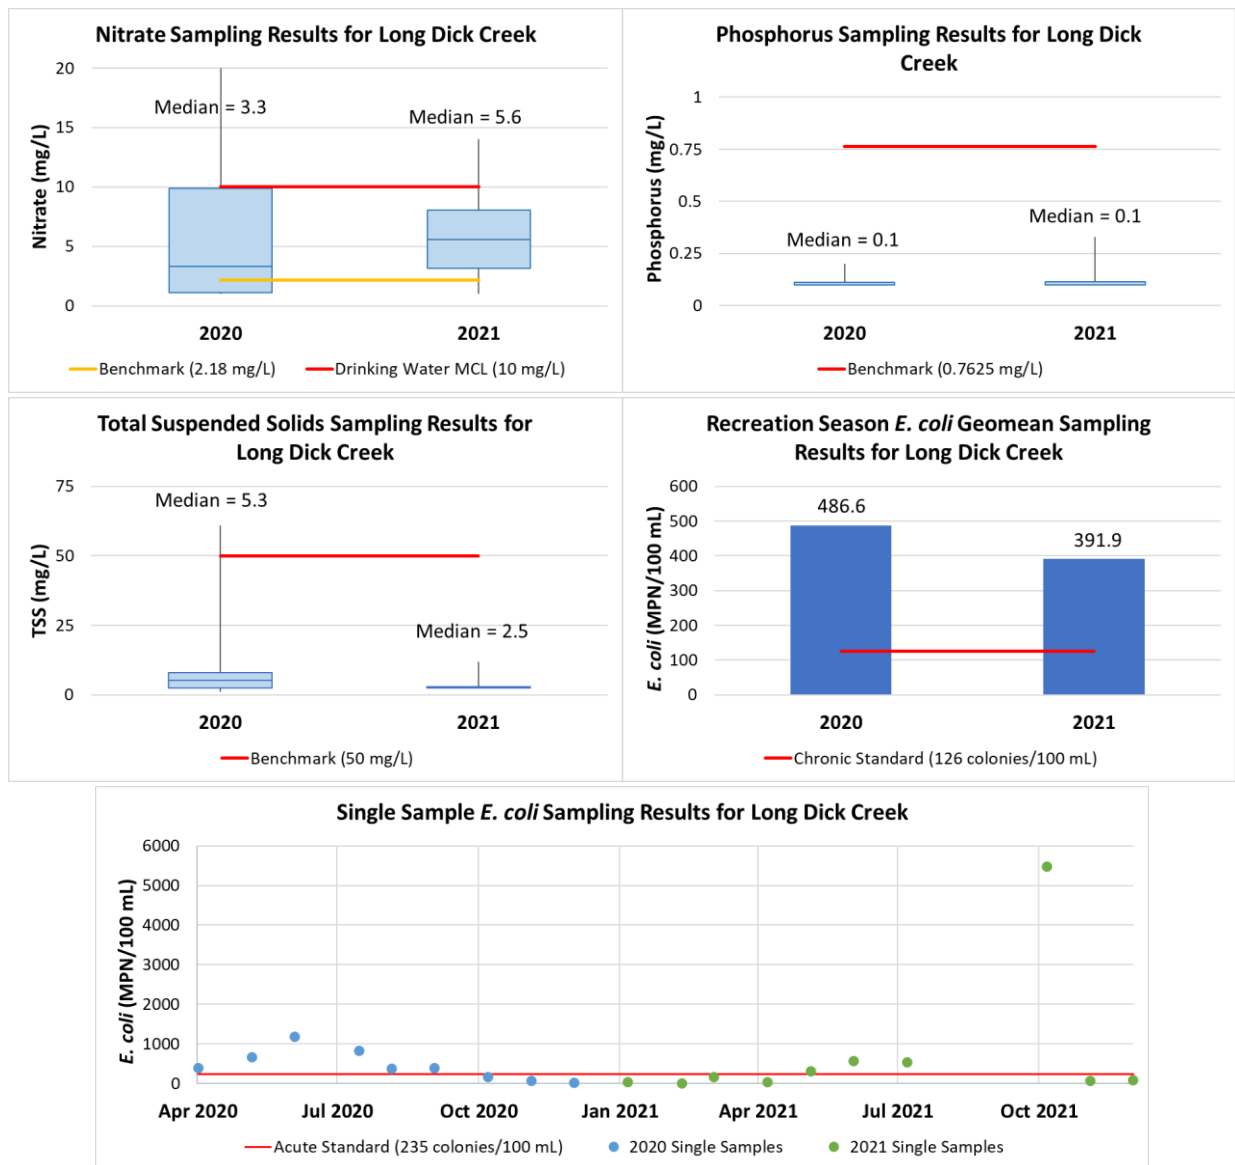 Nitrate Sampling Results for Long Dick Creek
20
15
10
5
0
Nitrate (mg/L)
Median = 3.3
Median = 5.6
2020
2021
Benchmark (2.18 mg/L)
Drinking Water MCL (10 mg/L)
Phosphorus Sampling Results for Long Dick
Creek
1
0.75
0.5
0.25
0
Phosphorus (mg/L)
Median = 0.1
Median = 0.1
2020
2021
Benchmark (0.7625 mg/L)
Total Suspended Solids Sampling Results for
Long Dick Creek
75
50
25
0
TSS (mg/L)
Median = 5.3
Median = 2.5
2020
2021
Benchmark (50 mg/L)
Recreation Season E. coli Geomean Sampling
Results for Long Dick Creek
600
500
400
300
200
100
0
E. coli (MPN/100 mL)
486.6
391.9
2020
2021
Chronic Standard (126 colonies/100 mL)
Single Sample E. coli Sampling Results for Long Dick Creek
6000
5000
4000
3000
2000
1000
0
E. coli (MPN/100 mL)
Apr 2020
Jul 2020
Oct 2020
Jan 2021
Apr 2021
Jul 2021
Oct 2021
Acute Standard (235 colonies/100 mL)
2020 Single Samples
2021 Single Samples